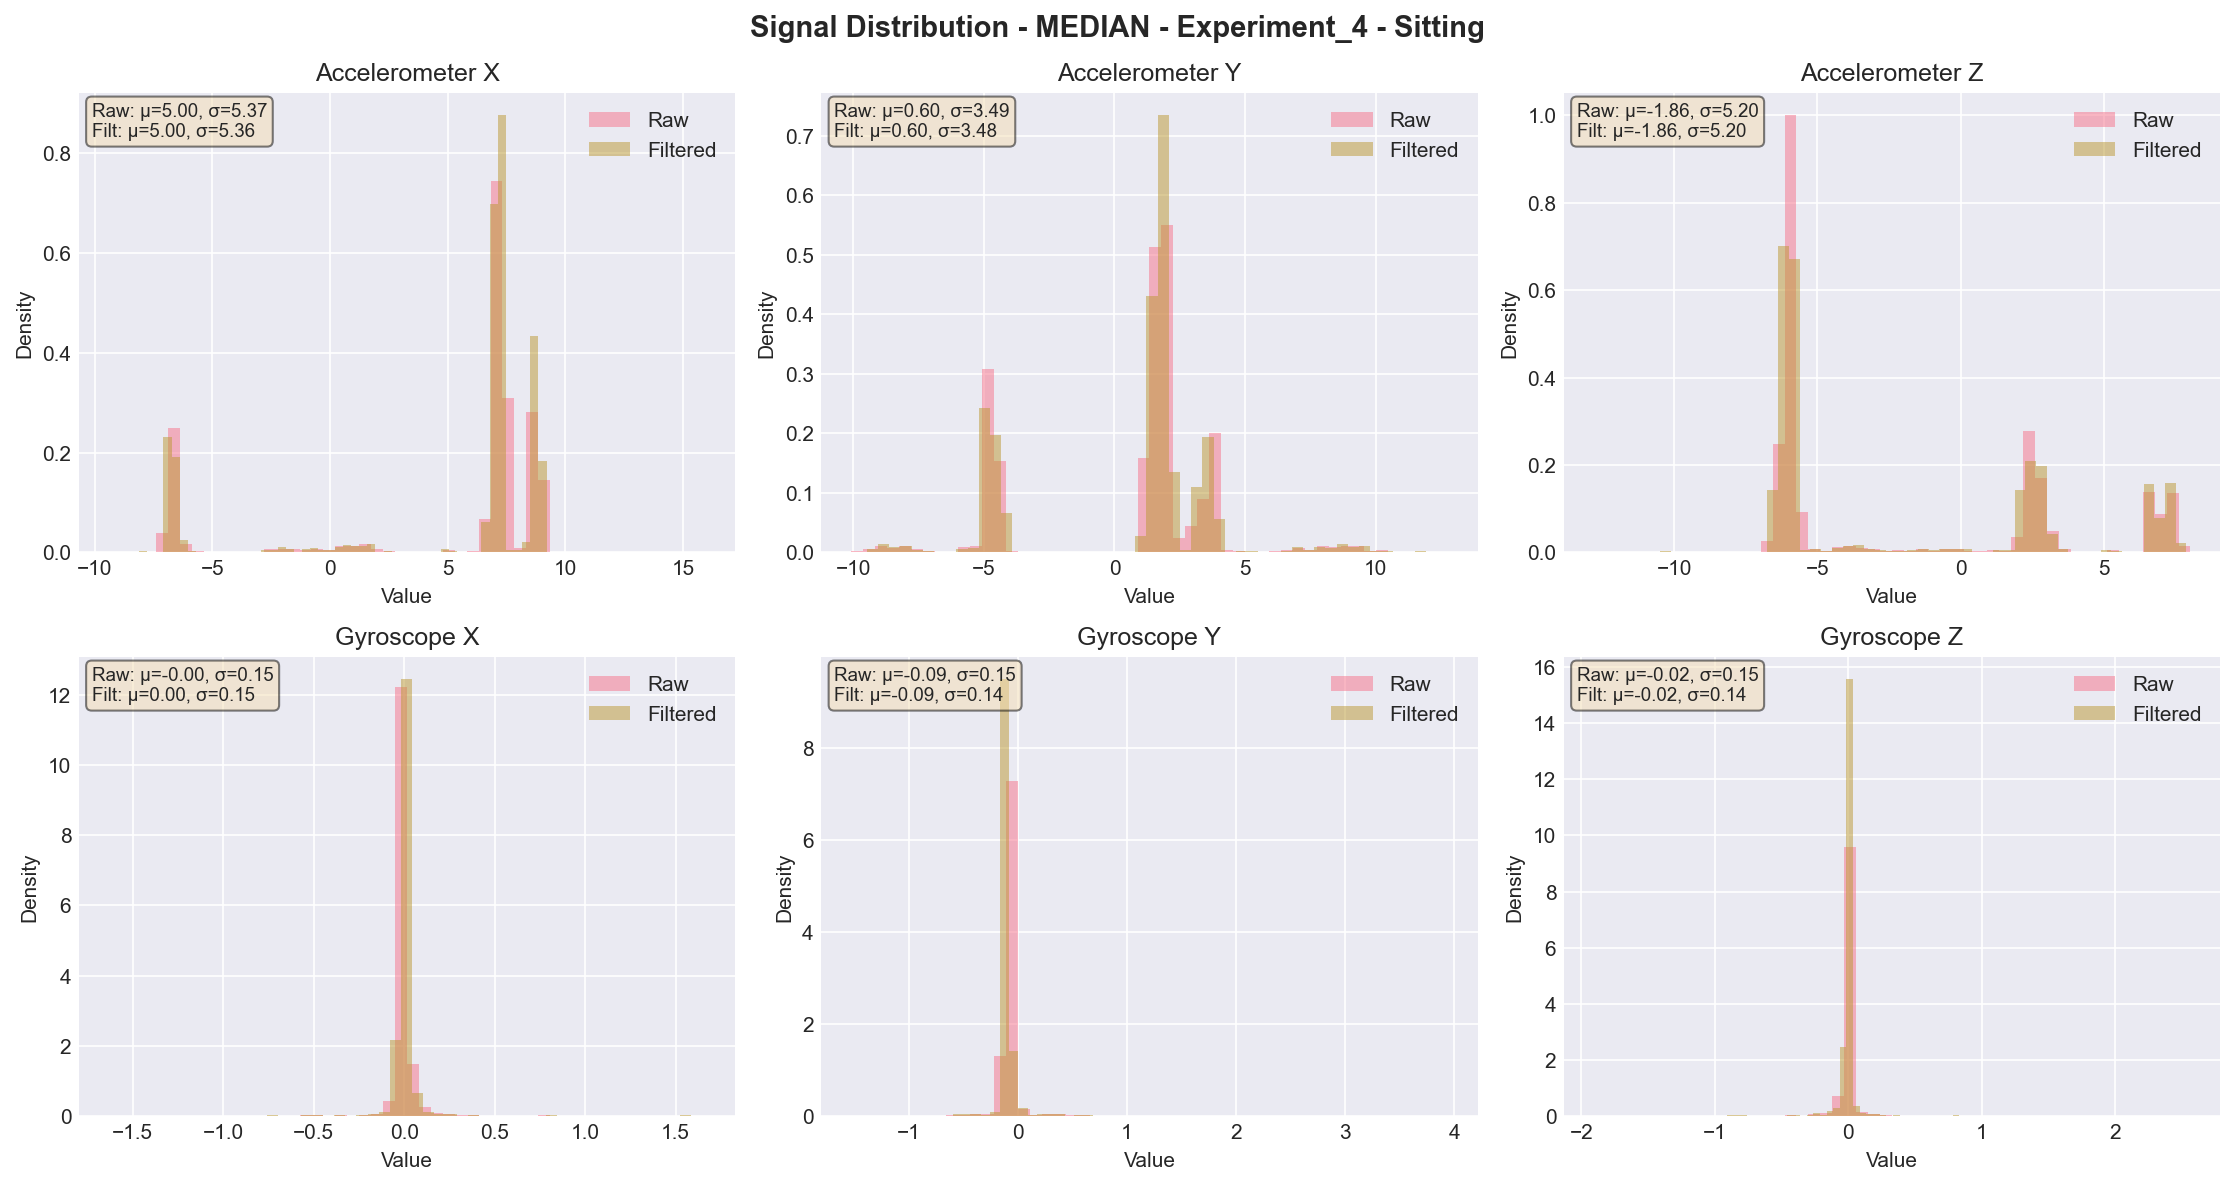 Signal Distribution - MEDIAN - Experiment_4 - Sitting
Accelerometer X
Raw: μ=5.00, σ=5.37
Filt: μ=5.00, σ=5.36
Raw
Filtered
Density
0.8
0.6
0.4
0.2
0.0
−10
−5
0
5
10
15
Value
Accelerometer Y
Raw: μ=0.60, σ=3.49
Filt: μ=0.60, σ=3.48
Raw
Filtered
Density
0.7
0.6
0.5
0.4
0.3
0.2
0.1
0.0
−10
−5
0
5
10
Value
Accelerometer Z
Raw: μ=-1.86, σ=5.20
Filt: μ=-1.86, σ=5.20
Raw
Filtered
Density
1.0
0.8
0.6
0.4
0.2
0.0
−10
−5
0
5
Value
Gyroscope X
Raw: μ=-0.00, σ=0.15
Filt: μ=0.00, σ=0.15
Raw
Filtered
Density
12
10
8
6
4
2
0
−1.5
−1.0
−0.5
0.0
0.5
1.0
1.5
Value
Gyroscope Y
Raw: μ=-0.09, σ=0.15
Filt: μ=-0.09, σ=0.14
Raw
Filtered
Density
8
6
4
2
0
−1
0
1
2
3
4
Value
Gyroscope Z
Raw: μ=-0.02, σ=0.15
Filt: μ=-0.02, σ=0.14
Raw
Filtered
Density
16
14
12
10
8
6
4
2
0
−2
−1
0
1
2
Value